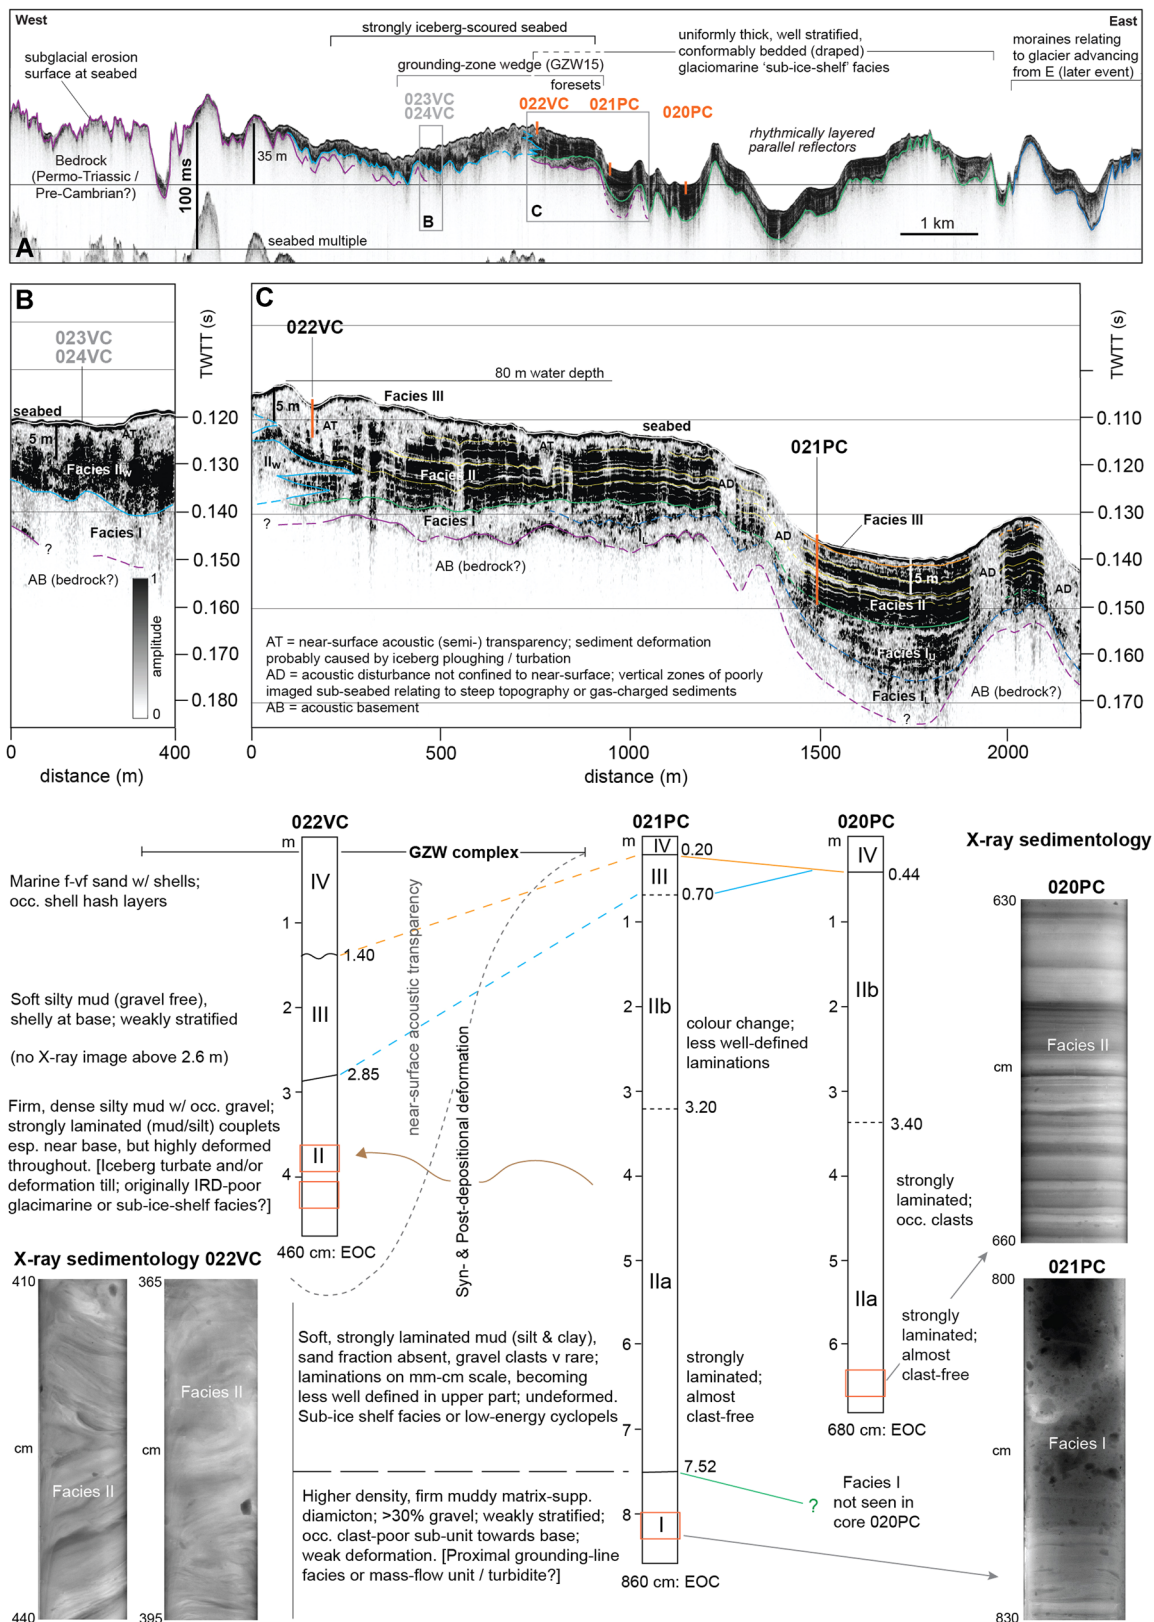 West
East
strongly iceberg-scoured seabed
subglacial erosion
surface at seabed
grounding-zone wedge (GZW15)
foresets
uniformly thick, well stratified,
conformably bedded (draped)
glaciomarine ‘sub-ice-shelf’ facies
moraines relating
to glacier advancing
from E (later event)
023VC
024VC
022VC
021PC
020PC
rhythmically layered
parallel reflectors
Bedrock
(Permo-Triassic /
Pre-Cambrian?)
100 ms
35 m
B
C
1 km
seabed multiple
A
B
023VC
024VC
TWTT (s)
seabed
5 m
AT
Facies IIw
Facies I
?
AB (bedrock?)
0.120
0.130
0.140
0.150
0.160
0.170
0.180
1
amplitude
0
0
400
distance (m)
C
022VC
80 m water depth
TWTT (s)
Facies III
5 m
AT
seabed
AT
021PC
IIw
Facies II
AD
Facies III
?
Facies I
IL
AD
5 m
AD
AD
AB (bedrock?)
Facies II
Facies IU
Facies IL
?
AB (bedrock?)
0.110
0.120
0.130
0.140
0.150
0.160
0.170
AT = near-surface acoustic (semi-) transparency; sediment deformation
probably caused by iceberg ploughing / turbation
AD = acoustic disturbance not confined to near-surface; vertical zones of poorly
imaged sub-seabed relating to steep topography or gas-charged sediments
AB = acoustic basement
0
500
1000
1500
2000
distance (m)
022VC
m
GZW complex
IV
1
1.40
2
III
2.85
3
II
4
460 cm: EOC
Marine f-vf sand w/ shells;
occ. shell hash layers
Soft silty mud (gravel free),
shelly at base; weakly stratified
(no X-ray image above 2.6 m)
Firm, dense silty mud w/ occ. gravel;
strongly laminated (mud/silt) couplets
esp. near base, but highly deformed
throughout. [Iceberg turbate and/or
deformation till; originally IRD-poor
glacimarine or sub-ice-shelf facies?]
near-surface acoustic transparency
Syn- & Post-depositional deformation
021PC
m
IV
0.20
III
0.70
1
IIb
2
colour change;
less well-defined
laminations
3
3.20
4
5
IIa
6
strongly
laminated;
almost
clast-free
7
7.52
8
I
860 cm: EOC
020PC
m
IV
0.44
1
IIb
2
3
3.40
4
strongly
laminated;
occ. clasts
5
IIa
strongly
laminated;
almost
clast-free
6
680 cm: EOC
?
Facies I
not seen in
core 020PC
X-ray sedimentology
020PC
630
Facies II
cm
660
021PC
800
cm
Facies I
830
X-ray sedimentology 022VC
410
365
Facies II
cm
cm
Facies II
440
395
Soft, strongly laminated mud (silt & clay),
sand fraction absent, gravel clasts v rare;
laminations on mm-cm scale, becoming
less well defined in upper part; undeformed.
Sub-ice shelf facies or low-energy cyclopels
Higher density, firm muddy matrix-supp.
diamicton; >30% gravel; weakly stratified;
occ. clast-poor sub-unit towards base;
weak deformation. [Proximal grounding-line
facies or mass-flow unit / turbidite?]